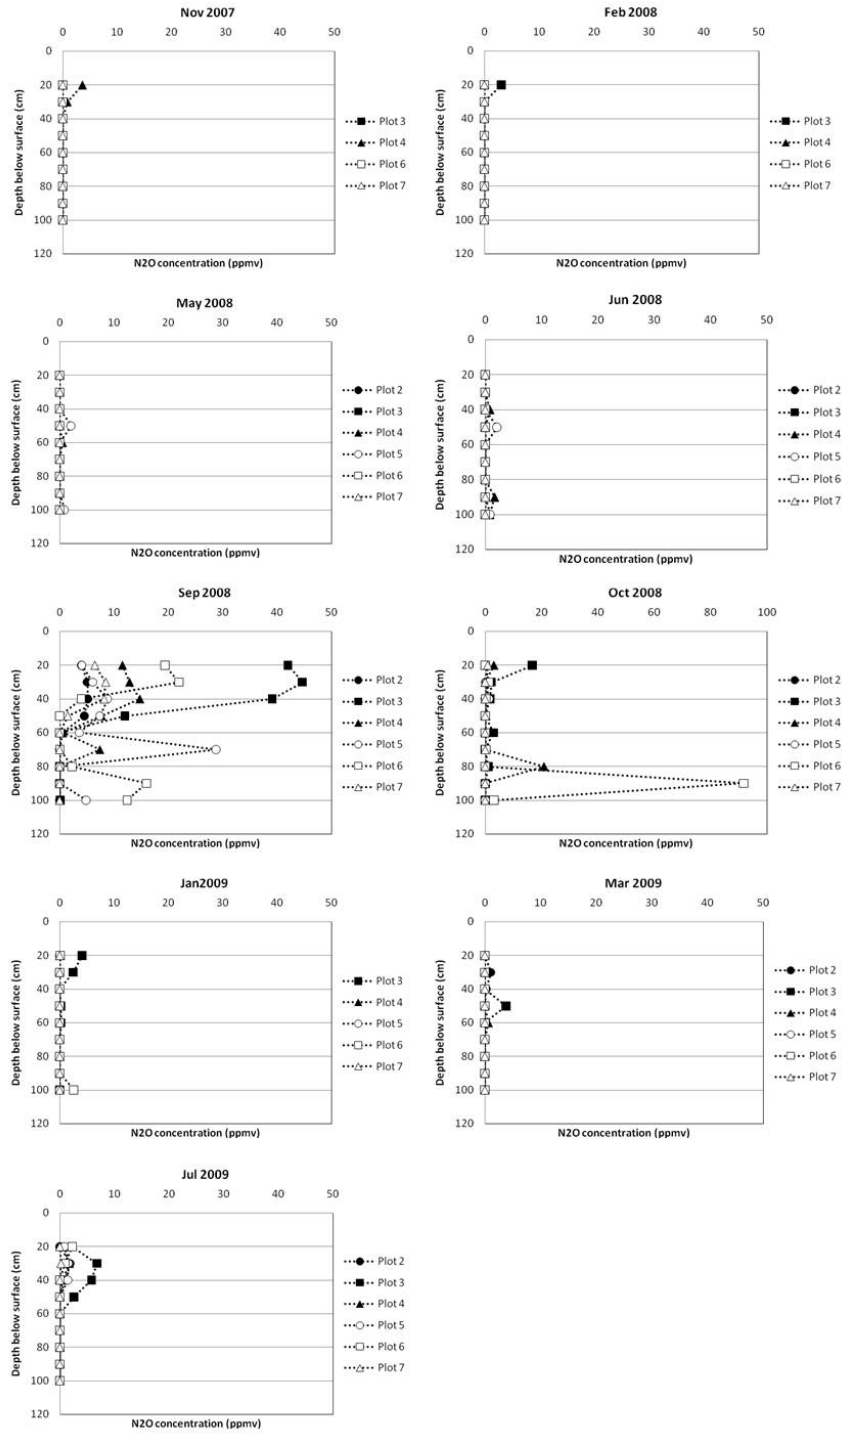 Nov 2007
0 10 20 30 40 50
0
20
40
60
80
100
120
Depth below surface (cm)
N2O concentration (ppmv)
Plot 3
Plot 4
Plot 6
Plot 7
Feb 2008
0 10 20 30 40 50
0
20
40
60
80
100
120
Depth below surface (cm)
N2O concentration (ppmv)
Plot 3
Plot 4
Plot 6
Plot 7
May 2008
0 10 20 30 40 50
0
20
40
60
80
100
120
Depth below surface (cm)
N2O concentration (ppmv)
Plot 2
Plot 3
Plot 4
Plot 5
Plot 6
Plot 7
Jun 2008
0 10 20 30 40 50
0
20
40
60
80
100
120
Depth below surface (cm)
N2O concentration (ppmv)
Plot 2
Plot 3
Plot 4
Plot 5
Plot 6
Plot 7
Sep 2008
0 10 20 30 40 50
0
20
40
60
80
100
120
Depth below surface (cm)
N2O concentration (ppmv)
Plot 2
Plot 3
Plot 4
Plot 5
Plot 6
Plot 7
Oct 2008
0 20 40 60 80 100
0
20
40
60
80
100
120
Depth below surface (cm)
N2O concentration (ppmv)
Plot 2
Plot 3
Plot 4
Plot 5
Plot 6
Plot 7
Jan2009
0 10 20 30 40 50
0
20
40
60
80
100
120
Depth below surface (cm)
N2O concentration (ppmv)
Plot 3
Plot 4
Plot 5
Plot 6
Plot 7
Mar 2009
0 10 20 30 40 50
0
20
40
60
80
100
120
Depth below surface (cm)
N2O concentration (ppmv)
Plot 2
Plot 3
Plot 4
Plot 5
Plot 6
Plot 7
Jul 2009
0 10 20 30 40 50
0
20
40
60
80
100
120
Depth below surface (cm)
N2O concentration (ppmv)
Plot 2
Plot 3
Plot 4
Plot 5
Plot 6
Plot 7